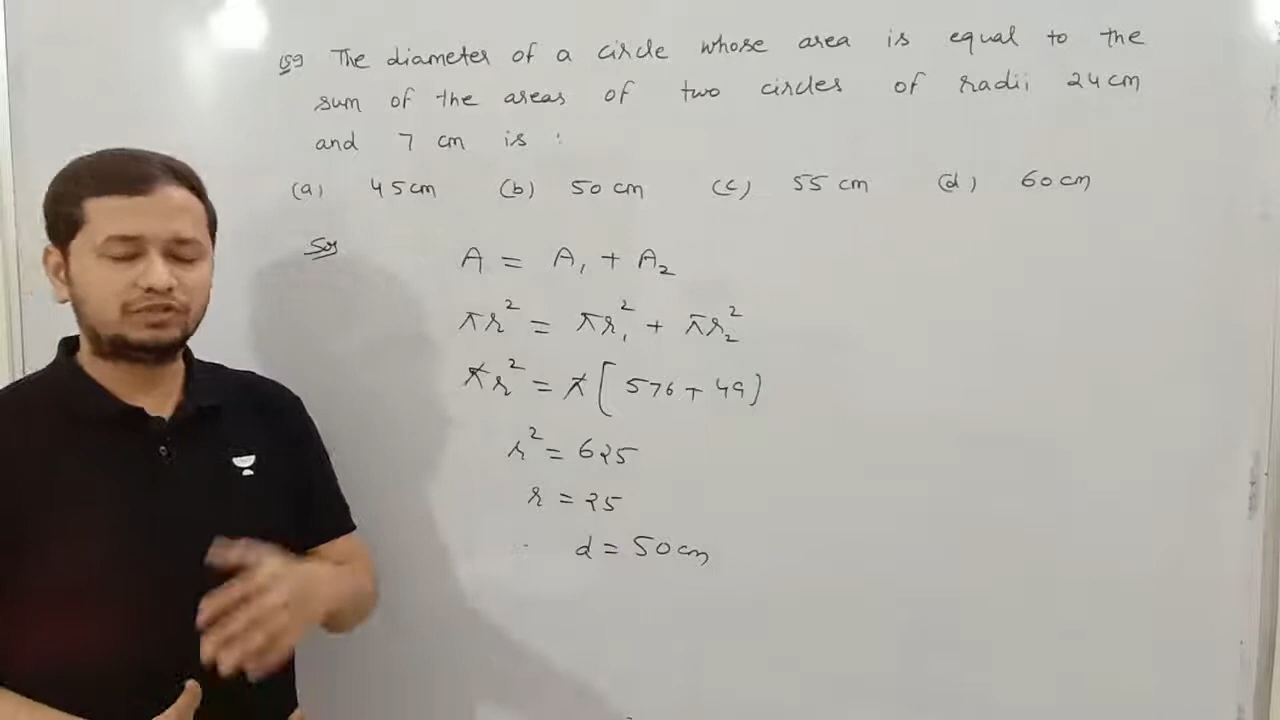 159 The diameter of a circle whose area is equal to the
sum of the areas of two circles of radii 24 cm
and 7 cm is :
(a) 45 cm (b) 50 cm (c) 55 cm (d) 60 cm
Sol
A = A₁ + A₂
πr² = πr₁² + πr₂²
πr² = π[576 + 49)
r² = 625
r = 25
d = 50 cm